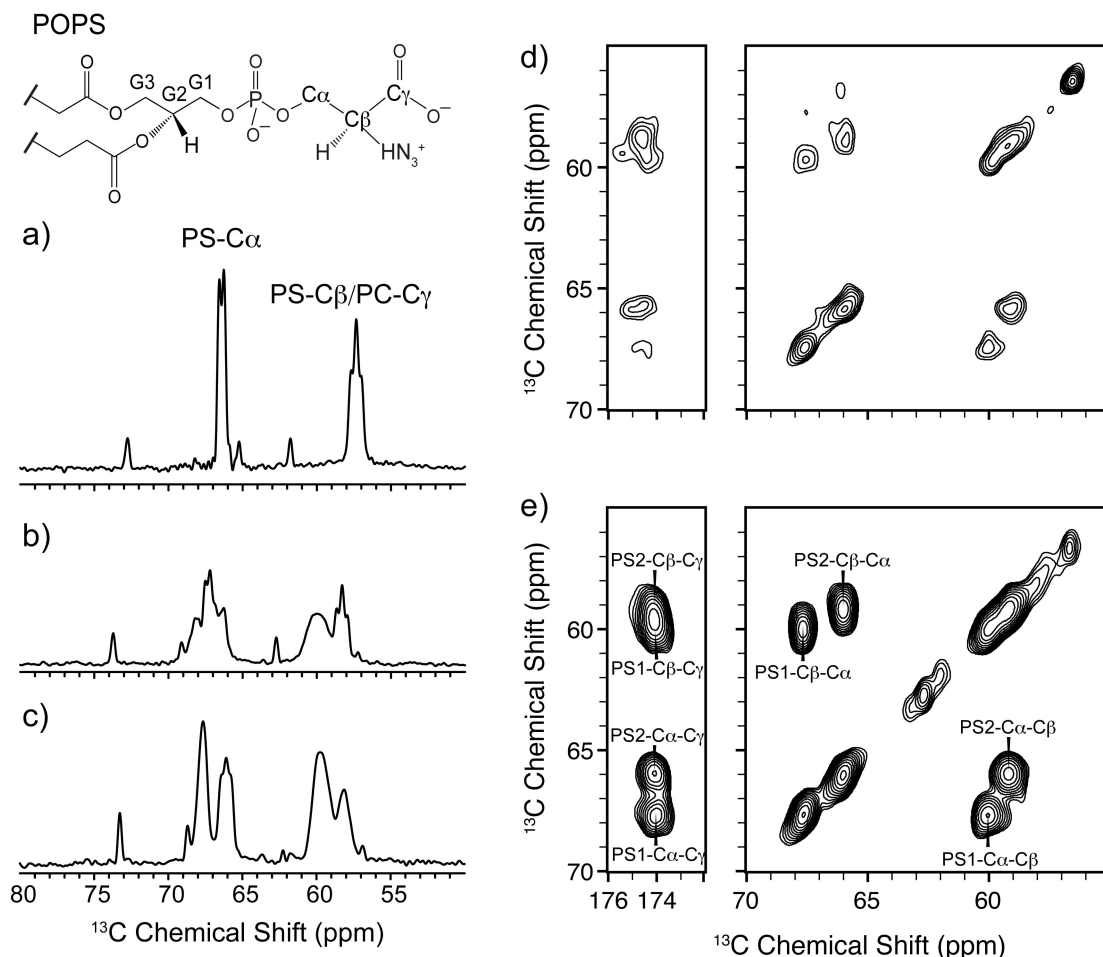 POPS
O
O
G3
G1
G2
O
P
O
O
O−
H
O
O
Cα
Cβ
Cγ
O
O−
H
HN3+
a)
PS-Cα
PS-Cβ/PC-Cγ
b)
c)
80 75 70 65 60 55
13C Chemical Shift (ppm)
d)
13C Chemical Shift (ppm)
60
65
70
e)
13C Chemical Shift (ppm)
60
65
70
PS2-Cβ-Cγ
PS1-Cβ-Cγ
PS2-Cα-Cγ
PS1-Cα-Cγ
PS2-Cβ-Cα
PS1-Cβ-Cα
PS2-Cα-Cβ
PS1-Cα-Cβ
176 174 70 65 60
13C Chemical Shift (ppm)